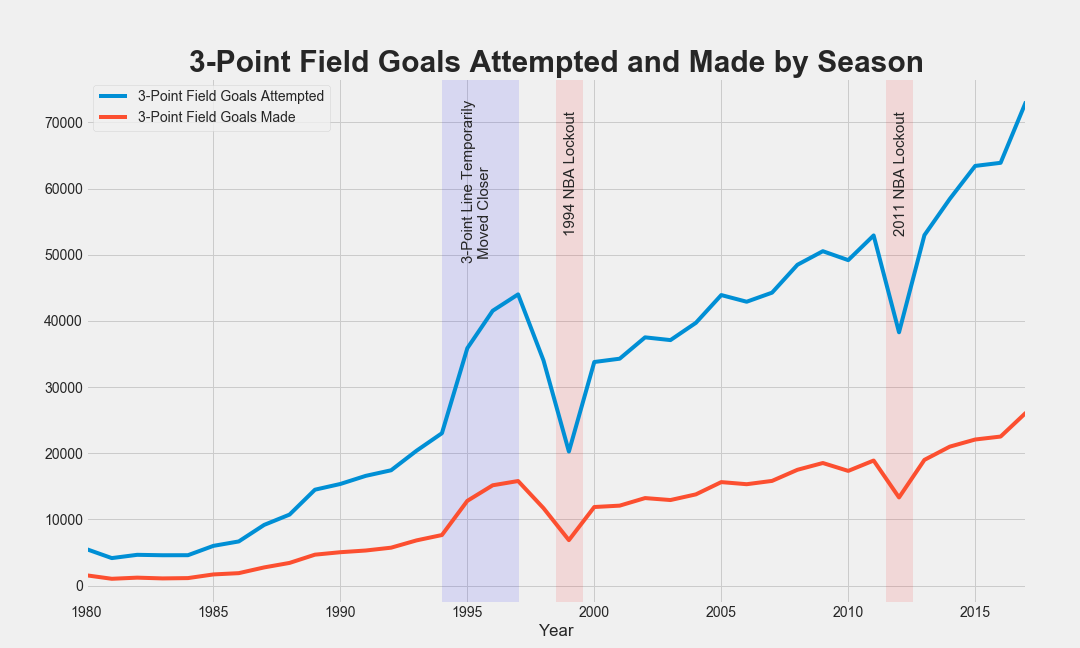 3-Point Field Goals Attempted and Made by Season
3-Point Field Goals Attempted
3-Point Field Goals Made
3-Point Line Temporarily
Moved Closer
1994 NBA Lockout
2011 NBA Lockout
70000
60000
50000
40000
30000
20000
10000
0
1980
1985
1990
1995
2000
2005
2010
2015
Year